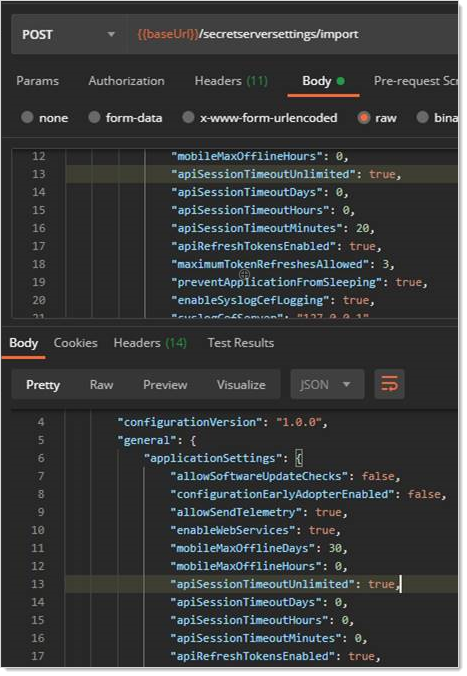 POST {{baseUrl}}/secretserversettings/import
Params Authorization Headers (11) Body Pre-request Scr
none form-data x-www-form-urlencoded raw bina
12 "mobileMaxOfflineHours": 0,
13 "apiSessionTimeoutUnlimited": true,
14 "apiSessionTimeoutDays": 0,
15 "apiSessionTimeoutHours": 0,
16 "apiSessionTimeoutMinutes": 20,
17 "apiRefreshTokensEnabled": true,
18 "maximumTokenRefreshesAllowed": 3,
19 "preventApplicationFromSleeping": true,
20 "enableSyslogCefLogging": true,
21 "syslogCefServer": "127.0.0.1"
Body Cookies Headers (14) Test Results
Pretty Raw Preview Visualize JSON
4 "configurationVersion": "1.0.0",
5 "general": {
6 "applicationSettings": {
7 "allowSoftwareUpdateChecks": false,
8 "configurationEarlyAdopterEnabled": false,
9 "allowSendTelemetry": true,
10 "enableWebServices": true,
11 "mobileMaxOfflineDays": 30,
12 "mobileMaxOfflineHours": 0,
13 "apiSessionTimeoutUnlimited": true,
14 "apiSessionTimeoutDays": 0,
15 "apiSessionTimeoutHours": 0,
16 "apiSessionTimeoutMinutes": 0,
17 "apiRefreshTokensEnabled": true,